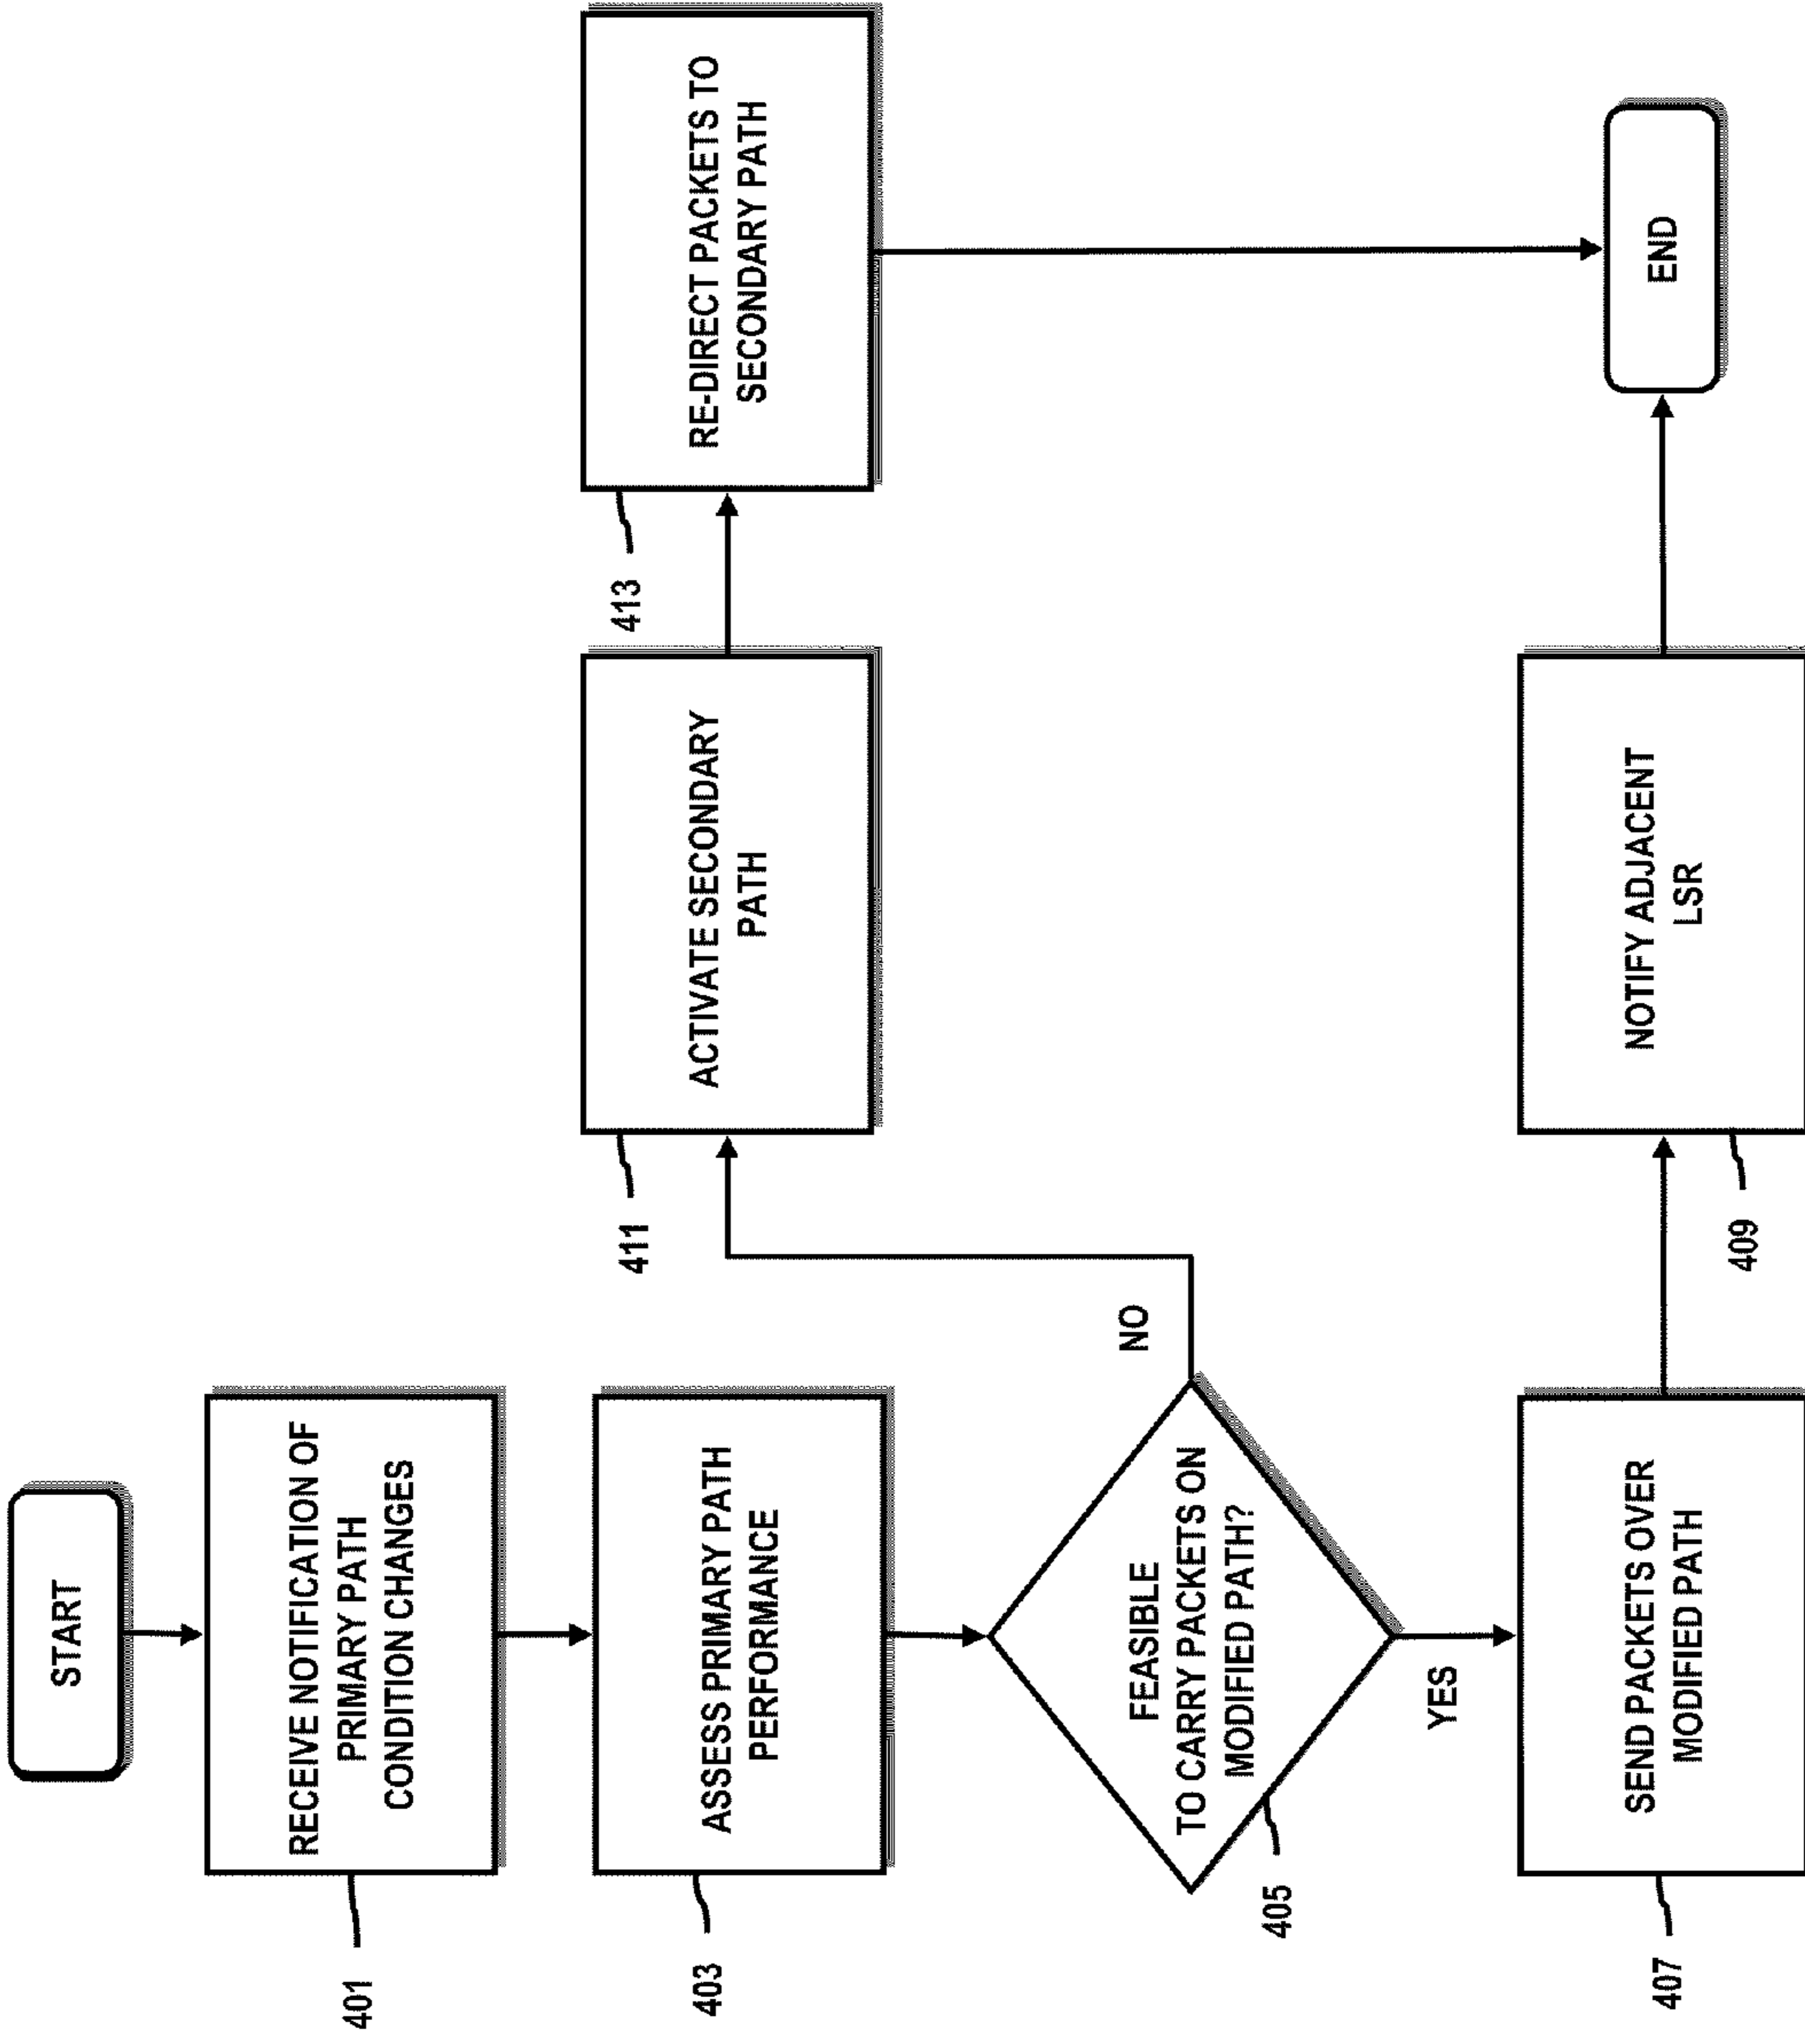 START
RECEIVE NOTIFICATION OF
PRIMARY PATH
CONDITION CHANGES
401
ASSESS PRIMARY PATH
PERFORMANCE
403
FEASIBLE
TO CARRY PACKETS ON
MODIFIED PATH?
405
NO
YES
SEND PACKETS OVER
MODIFIED PATH
407
NOTIFY ADJACENT
LSR
409
ACTIVATE SECONDARY
PATH
411
RE-DIRECT PACKETS TO
SECONDARY PATH
413
END